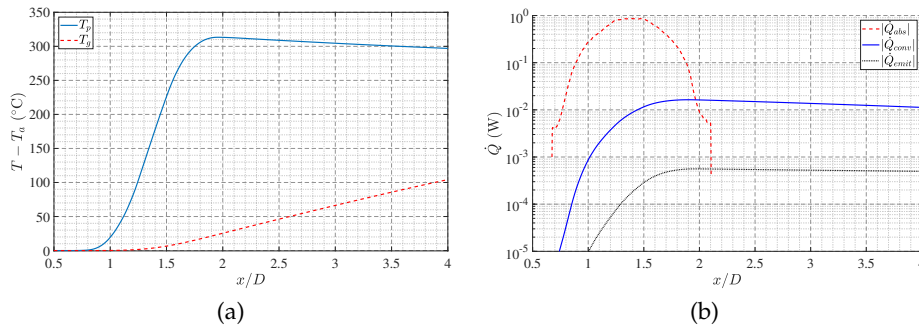 T_p
T_g
350
300
250
200
150
100
50
0
T − T_a (°C)
0.5 1 1.5 2 2.5 3 3.5 4
x/D
(a)
|Q̇_abs|
|Q̇_conv|
|Q̇_emit|
10^0
10^-1
10^-2
10^-3
10^-4
10^-5
Q̇ (W)
0.5 1 1.5 2 2.5 3 3.5 4
x/D
(b)